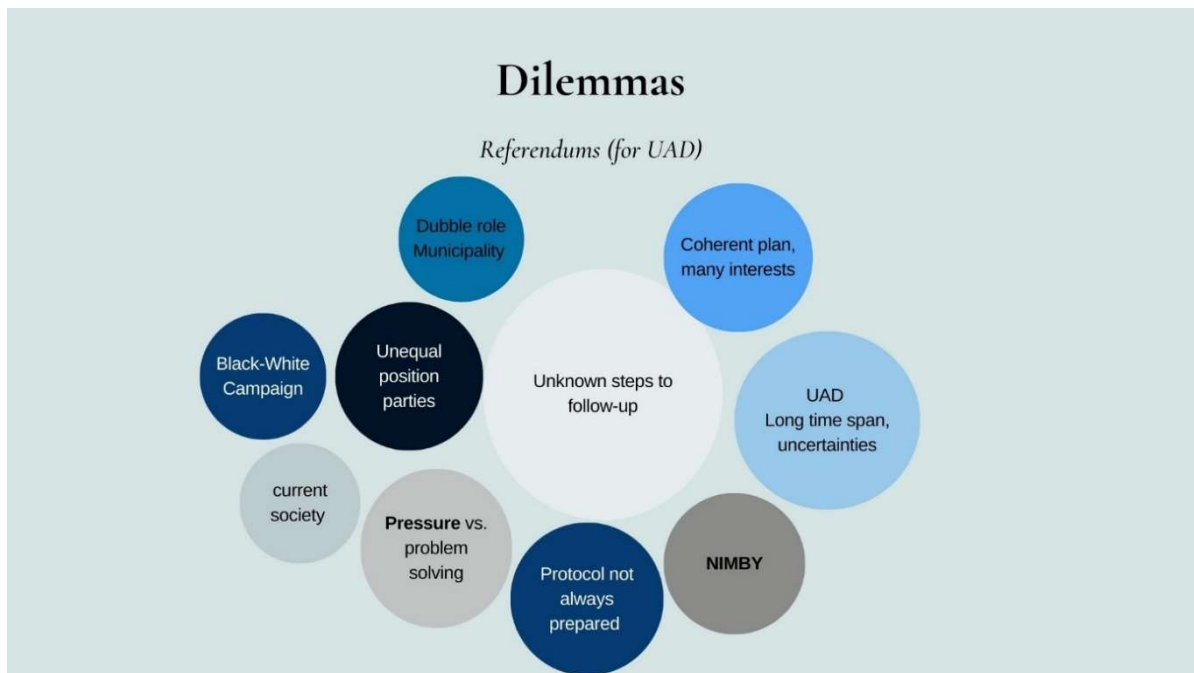 Dilemmas
Referendums (for UAD)
Dubble role
Municipality
Coherent plan,
many interests
Black-White
Campaign
Unequal
position
parties
Unknown steps to
follow-up
UAD
Long time span,
uncertainties
current
society
Pressure vs.
problem
solving
Protocol not
always
prepared
NIMBY